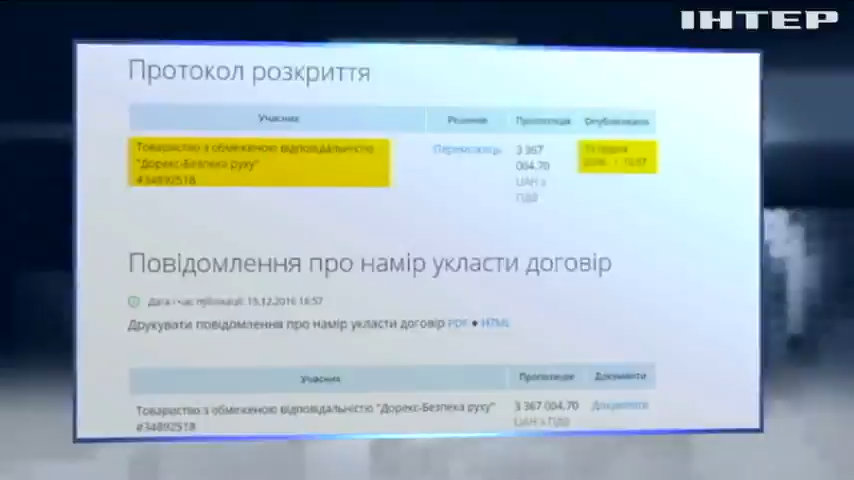 ІНТЕР
Протокол розкриття
Учасник Рішення Пропозиція Опубліковано
Товариство з обмеженою відповідальністю Переможець 3 367
"Дорекс-Безпека руху" 004.70
#34892518 UAH з
ПДВ
Повідомлення про намір укласти договір
Дата і час публікації: 15.12.2016 16:57
Друкувати повідомлення про намір укласти договір PDF ● HTML
Учасник Пропозиція Документи
Товариство з обмеженою відповідальністю "Дорекс-Безпека руху" 3 367 004.70 Документи
#34892518 UAH з ПДВ